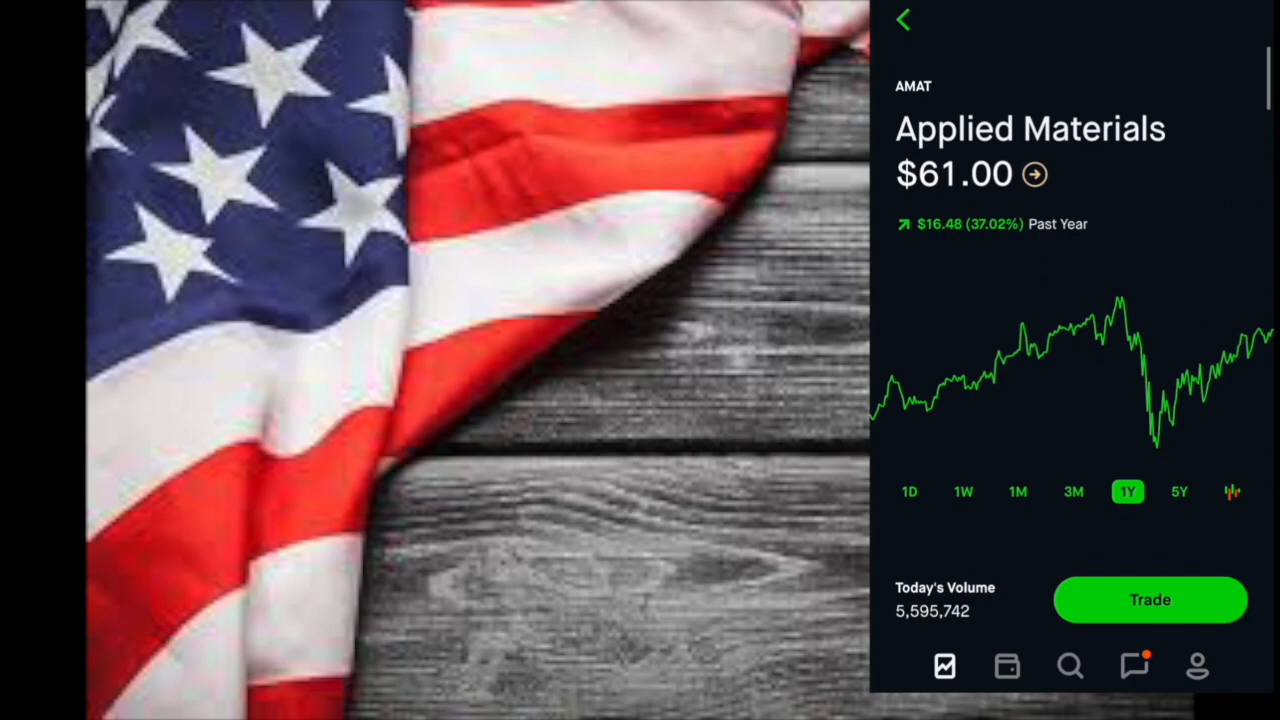 AMAT
Applied Materials
$61.00
$16.48 (37.02%) Past Year
1D 1W 1M 3M 1Y 5Y
Today's Volume
5,595,742
Trade